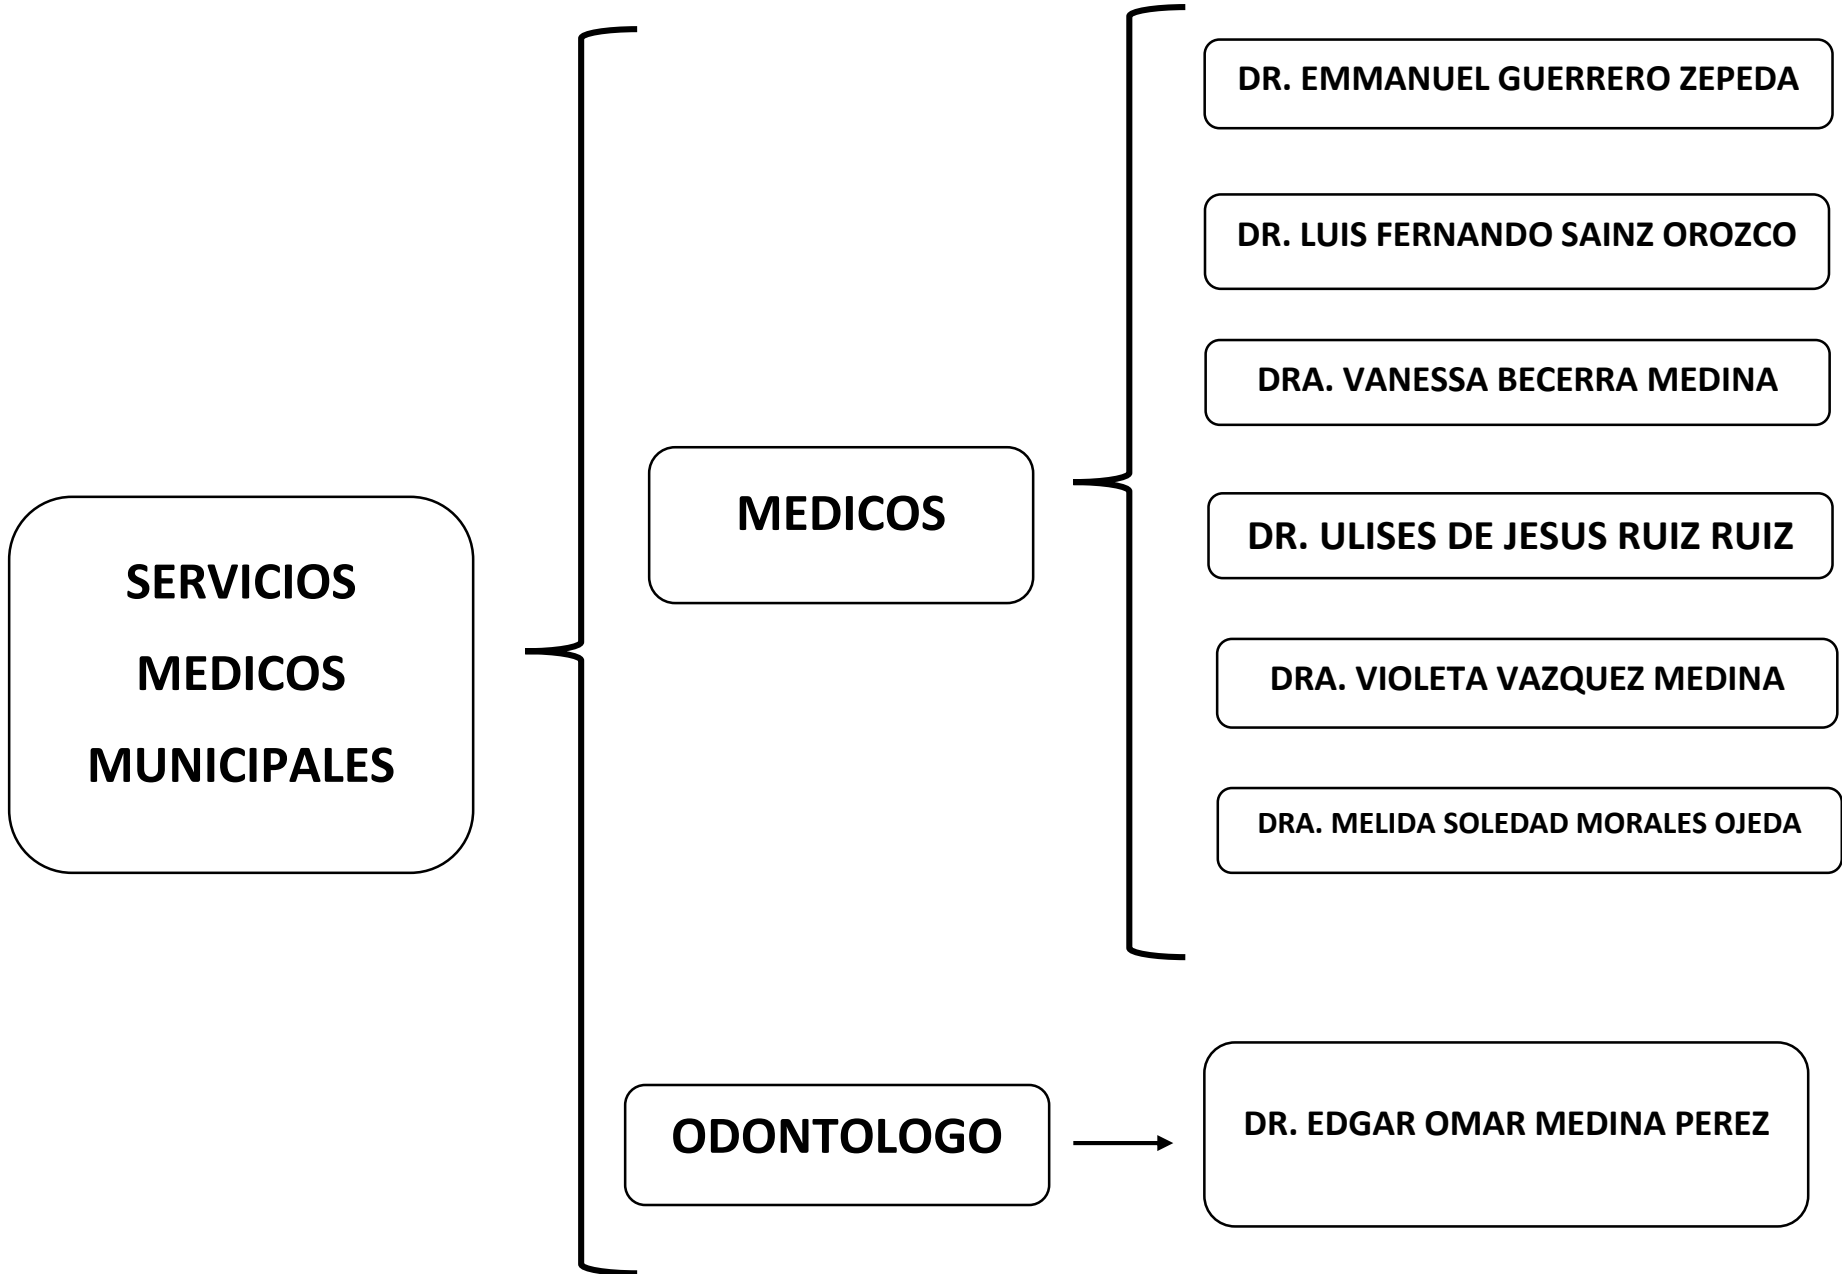 SERVICIOS
MEDICOS
MUNICIPALES
MEDICOS
DR. EMMANUEL GUERRERO ZEPEDA
DR. LUIS FERNANDO SAINZ OROZCO
DRA. VANESSA BECERRA MEDINA
DR. ULISES DE JESUS RUIZ RUIZ
DRA. VIOLETA VAZQUEZ MEDINA
DRA. MELIDA SOLEDAD MORALES OJEDA
ODONTOLOGO
DR. EDGAR OMAR MEDINA PEREZ